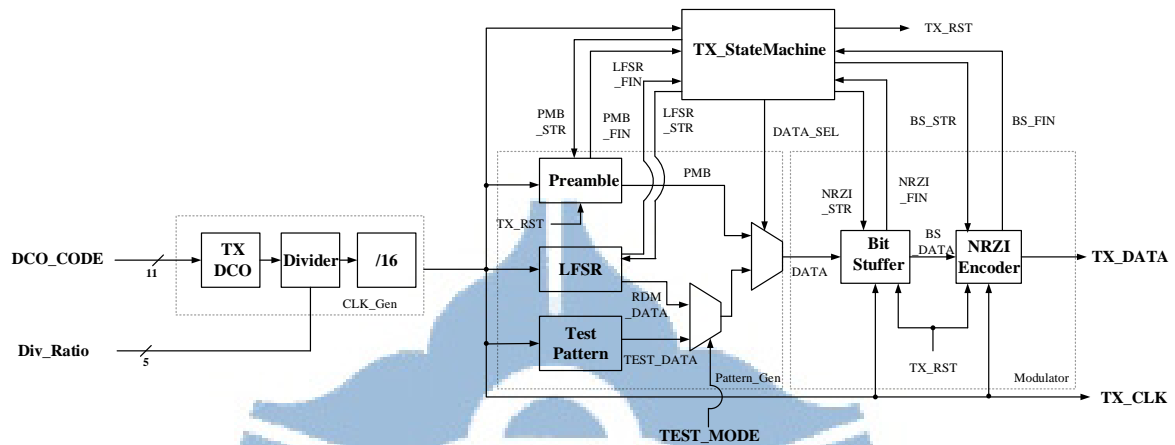 TX_RST
TX_StateMachine
LFSR
_FIN
LFSR
_STR
PMB
_STR
PMB
_FIN
DATA_SEL
BS_STR
BS_FIN
Preamble
PMB
NRZI
_STR
NRZI
_FIN
TX_RST
TX
DCO
Divider
/16
DCO_CODE
11
CLK_Gen
LFSR
DATA
Bit
Stuffer
BS
_DATA
NRZI
Encoder
TX_DATA
RDM
_DATA
Test
Pattern
TEST_DATA
Div_Ratio
5
Pattern_Gen
TX_RST
Modulator
TX_CLK
TEST_MODE